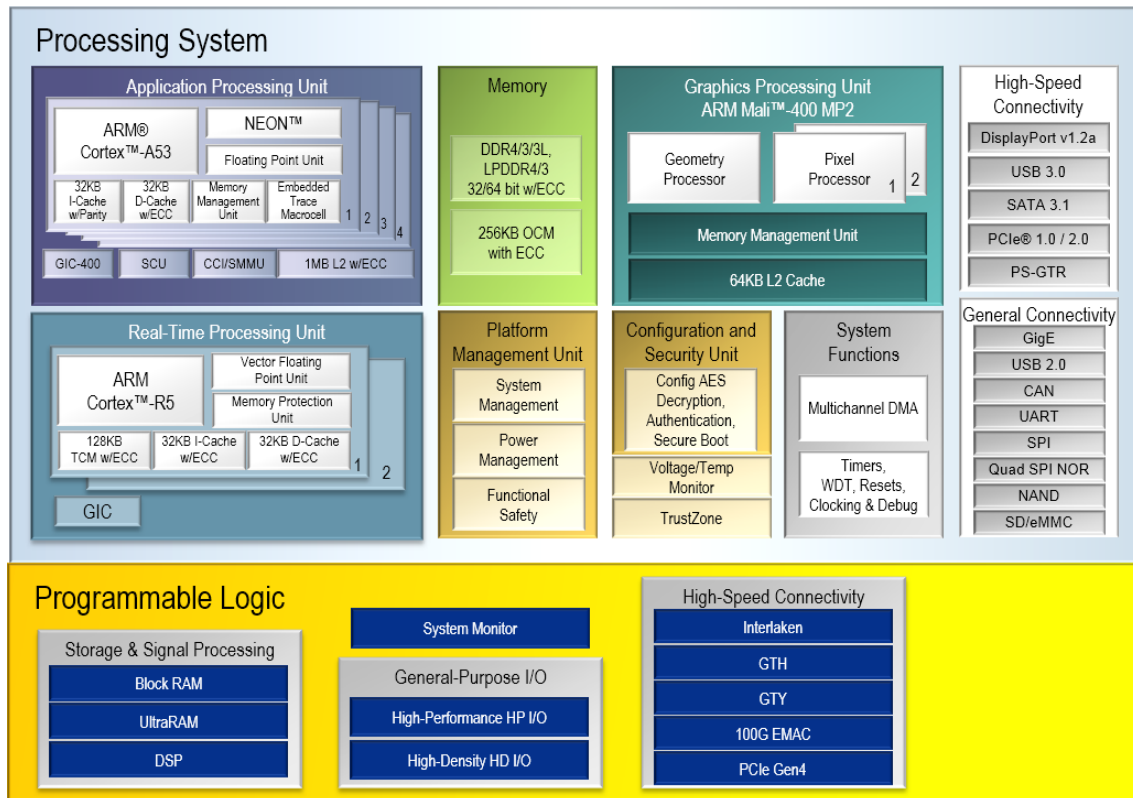 Processing System
Application Processing Unit
ARM®
Cortex™-A53
NEON™
Floating Point Unit
32KB
I-Cache
w/Parity
32KB
D-Cache
w/ECC
Memory
Management
Unit
Embedded
Trace
Macrocell
1
2
3
4
GIC-400
SCU
CCI/SMMU
1MB L2 w/ECC
Memory
DDR4/3/3L,
LPDDR4/3
32/64 bit w/ECC
256KB OCM
with ECC
Graphics Processing Unit
ARM Mali™-400 MP2
Geometry
Processor
Pixel
Processor
1
2
Memory Management Unit
64KB L2 Cache
High-Speed
Connectivity
DisplayPort v1.2a
USB 3.0
SATA 3.1
PCIe® 1.0 / 2.0
PS-GTR
Real-Time Processing Unit
ARM
Cortex™-R5
Vector Floating
Point Unit
Memory Protection
Unit
128KB
TCM w/ECC
32KB I-Cache
w/ECC
32KB D-Cache
w/ECC
1
2
GIC
Platform
Management Unit
System
Management
Power
Management
Functional
Safety
Configuration and
Security Unit
Config AES
Decryption,
Authentication,
Secure Boot
Voltage/Temp
Monitor
TrustZone
System
Functions
Multichannel DMA
Timers,
WDT, Resets,
Clocking & Debug
General Connectivity
GigE
USB 2.0
CAN
UART
SPI
Quad SPI NOR
NAND
SD/eMMC
Programmable Logic
Storage & Signal Processing
Block RAM
UltraRAM
DSP
System Monitor
General-Purpose I/O
High-Performance HP I/O
High-Density HD I/O
High-Speed Connectivity
Interlaken
GTH
GTY
100G EMAC
PCIe Gen4